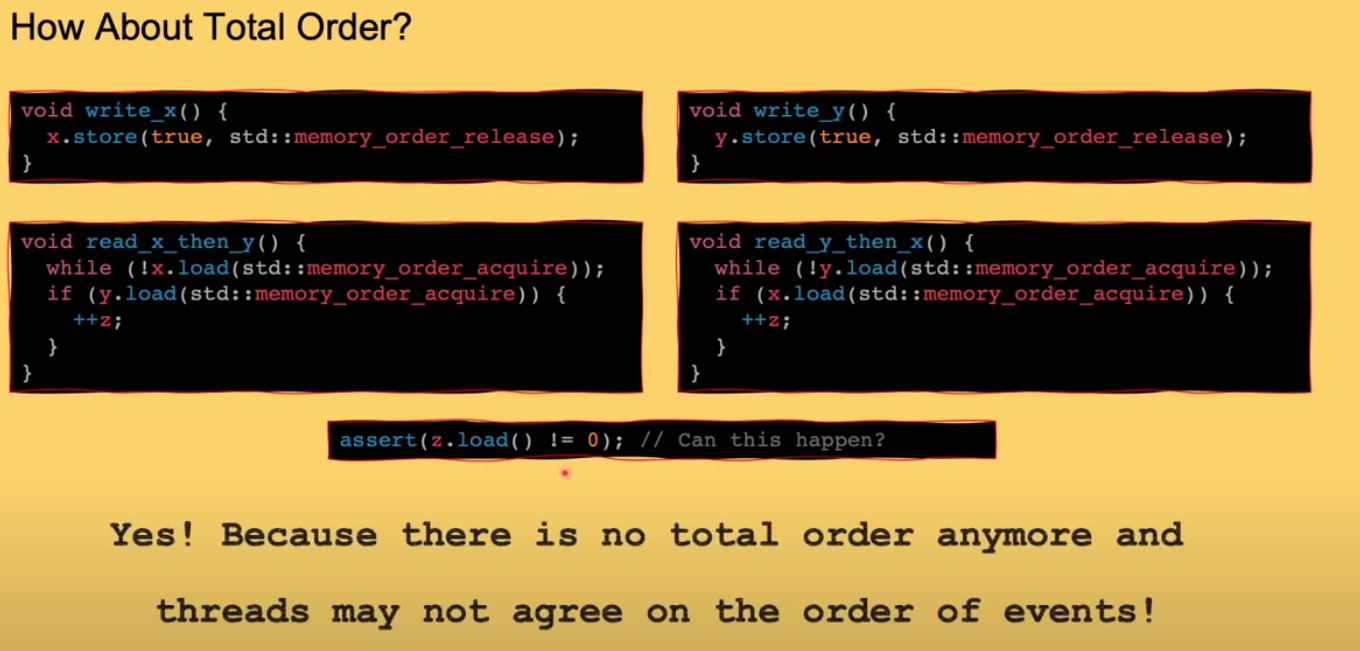 How About Total Order?
void write_x() {
  x.store(true, std::memory_order_release);
}
void write_y() {
  y.store(true, std::memory_order_release);
}
void read_x_then_y() {
  while (!x.load(std::memory_order_acquire));
  if (y.load(std::memory_order_acquire)) {
    ++z;
  }
}
void read_y_then_x() {
  while (!y.load(std::memory_order_acquire));
  if (x.load(std::memory_order_acquire)) {
    ++z;
  }
}
assert(z.load() != 0); // Can this happen?
Yes! Because there is no total order anymore and
threads may not agree on the order of events!